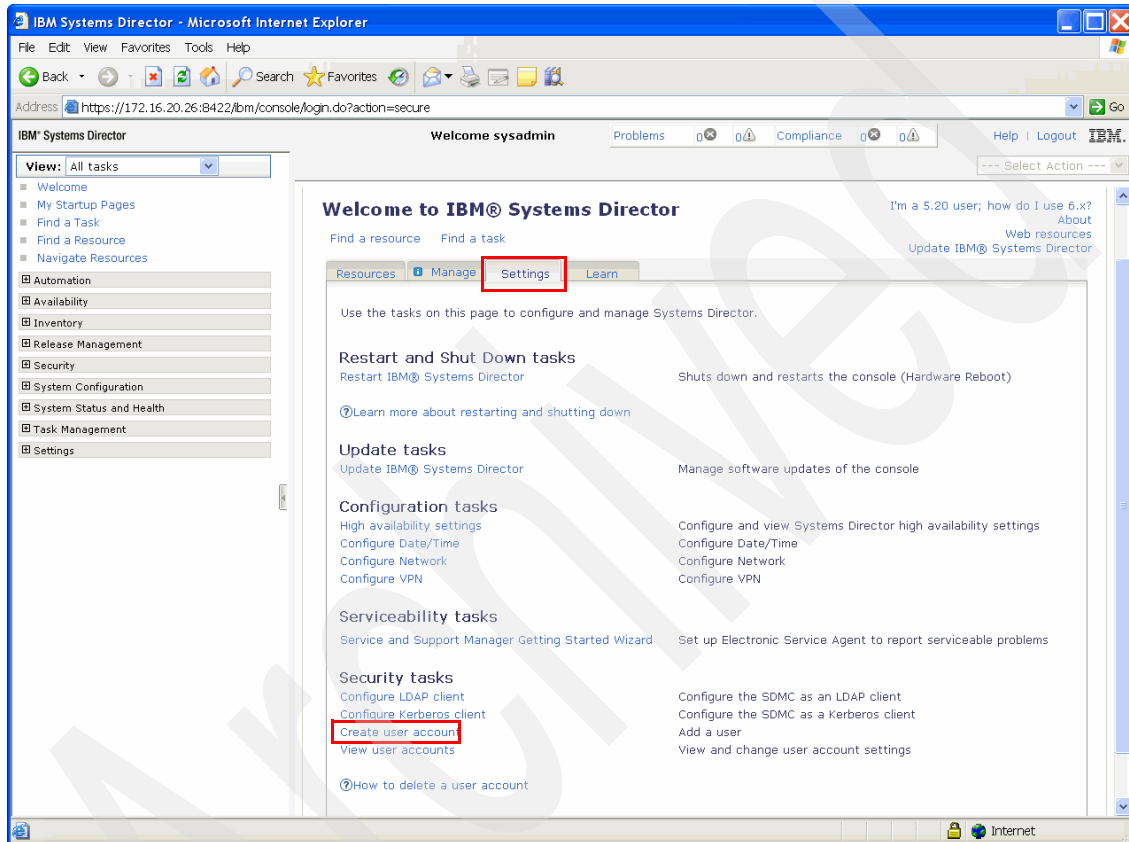 IBM Systems Director - Microsoft Internet Explorer
File Edit View Favorites Tools Help
Back Search Favorites
Address https://172.16.20.26:8422/ibm/console/login.do?action=secure Go
IBM® Systems Director Welcome sysadmin Problems 0 0 Compliance 0 0 Help | Logout IBM.
View: All tasks
--- Select Action ---
Welcome
My Startup Pages
Find a Task
Find a Resource
Navigate Resources
Automation
Availability
Inventory
Release Management
Security
System Configuration
System Status and Health
Task Management
Settings
Welcome to IBM® Systems Director
I'm a 5.20 user; how do I use 6.x?
About
Web resources
Update IBM® Systems Director
Find a resource Find a task
Resources Manage Settings Learn
Use the tasks on this page to configure and manage Systems Director.
Restart and Shut Down tasks
Restart IBM® Systems Director Shuts down and restarts the console (Hardware Reboot)
Learn more about restarting and shutting down
Update tasks
Update IBM® Systems Director Manage software updates of the console
Configuration tasks
High availability settings Configure and view Systems Director high availability settings
Configure Date/Time Configure Date/Time
Configure Network Configure Network
Configure VPN Configure VPN
Serviceability tasks
Service and Support Manager Getting Started Wizard Set up Electronic Service Agent to report serviceable problems
Security tasks
Configure LDAP client Configure the SDMC as an LDAP client
Configure Kerberos client Configure the SDMC as a Kerberos client
Create user account Add a user
View user accounts View and change user account settings
How to delete a user account
Internet
Archived